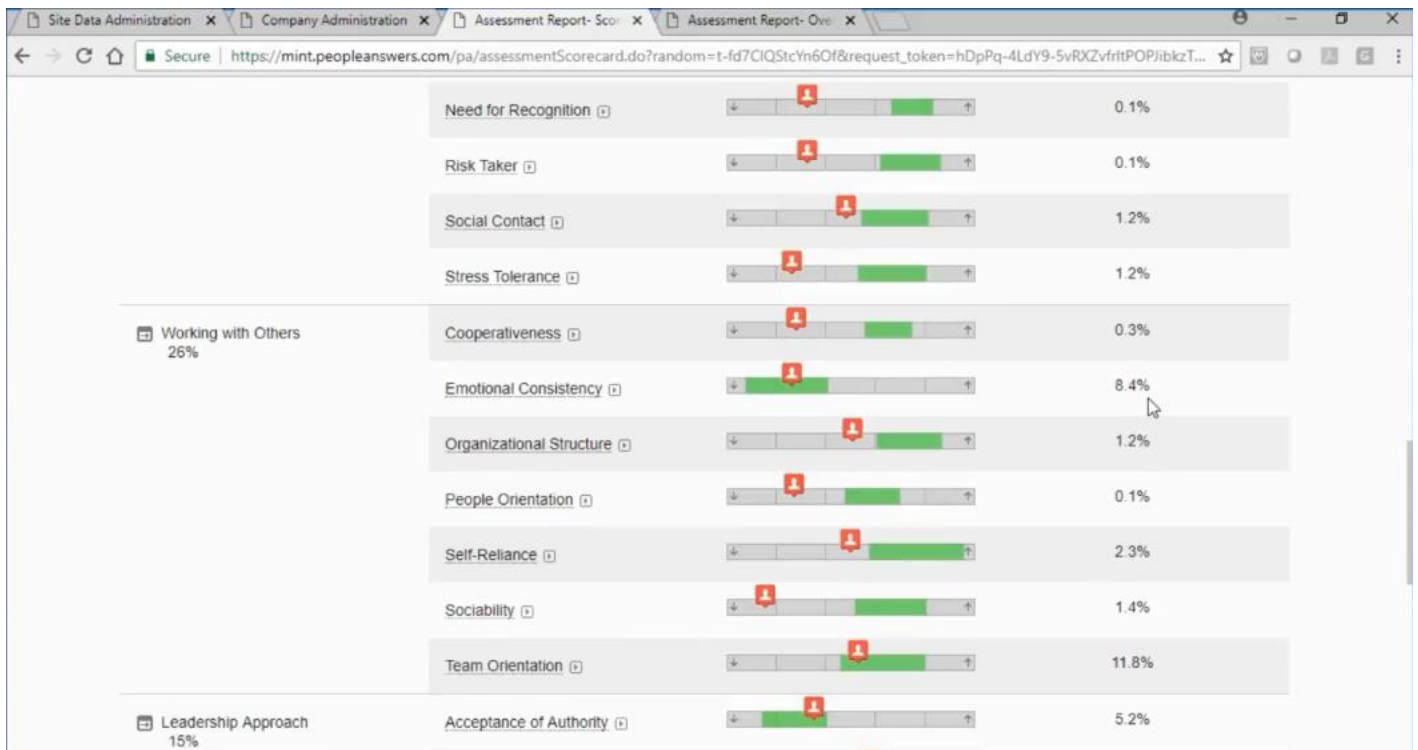 Site Data Administration
Company Administration
Assessment Report- Scor
Assessment Report- Ove
Secure | https://mint.peopleanswers.com/pa/assessmentScorecard.do?random=t-fd7ClQStcYn6Of&request_token=hDpPq-4LdY9-5vRXZvfrltPOPJibkzT...
Need for Recognition 0.1%
Risk Taker 0.1%
Social Contact 1.2%
Stress Tolerance 1.2%
Working with Others Cooperativeness 0.3%
26%
Emotional Consistency 8.4%
Organizational Structure 1.2%
People Orientation 0.1%
Self-Reliance 2.3%
Sociability 1.4%
Team Orientation 11.8%
Leadership Approach Acceptance of Authority 5.2%
15%